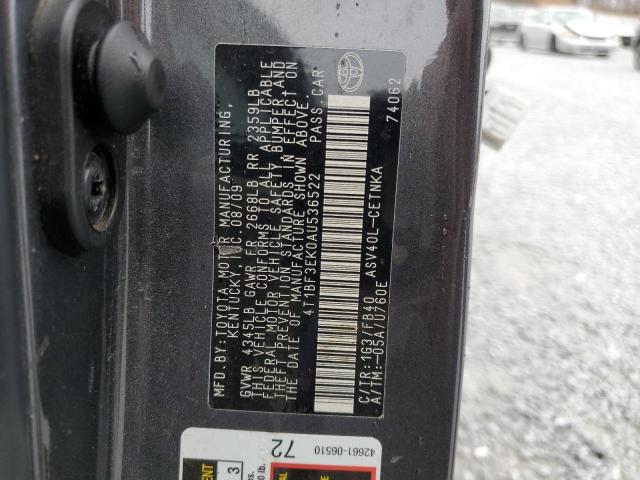 MFD.BY:TOYOTA MOTOR MANUFACTURING,
KENTUCKY, INC. 08/09
GVWR 4345LB GAWR FR 2668LB RR 2359LB
THIS VEHICLE CONFORMS TO ALL APPLICABLE
FEDERAL MOTOR VEHICLE SAFETY BUMPER,AND
THEFT PREVENTION STANDARDS IN EFFECT ON
THE DATE OF MANUFACTURE SHOWN ABOVE.
4T1BF3EK0AU536522 PASS.CAR
C/TR:1G3/FB40 ASV40L-CETNKA
A/TM:-05A/U760E
74062
42661-06510
72
3